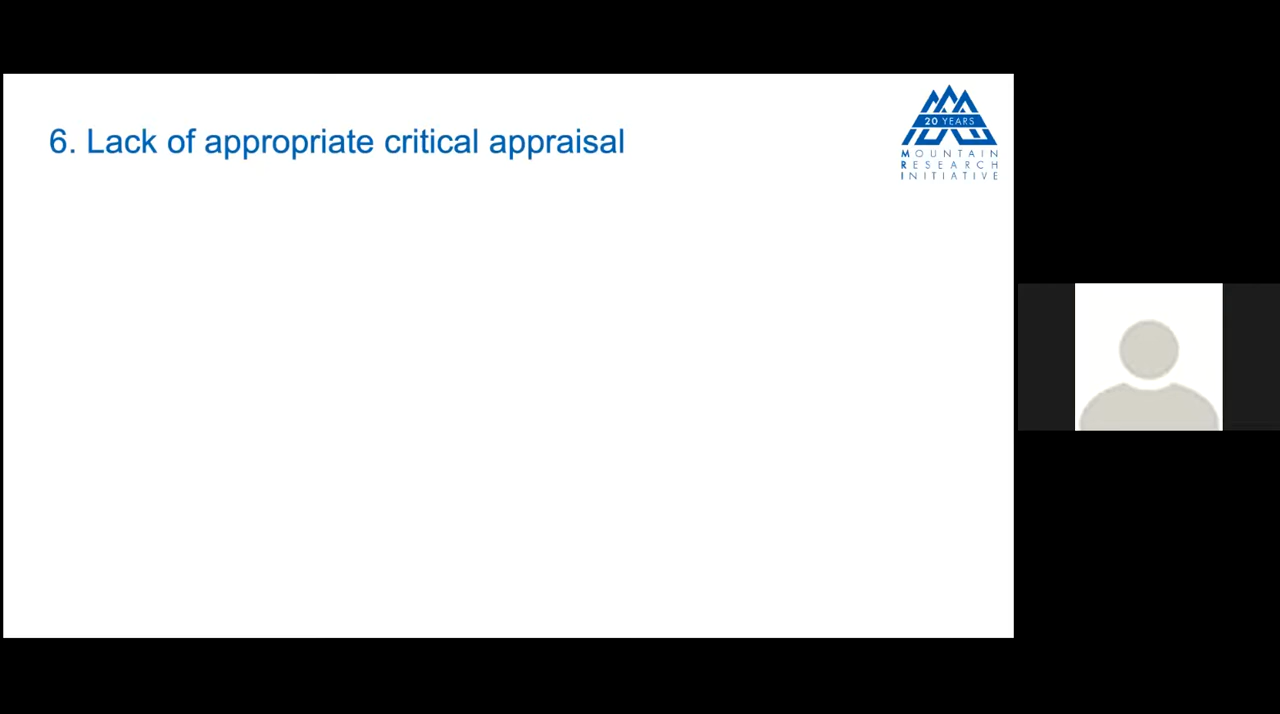 6. Lack of appropriate critical appraisal
20 YEARS
MOUNTAIN
RESEARCH
INITIATIVE